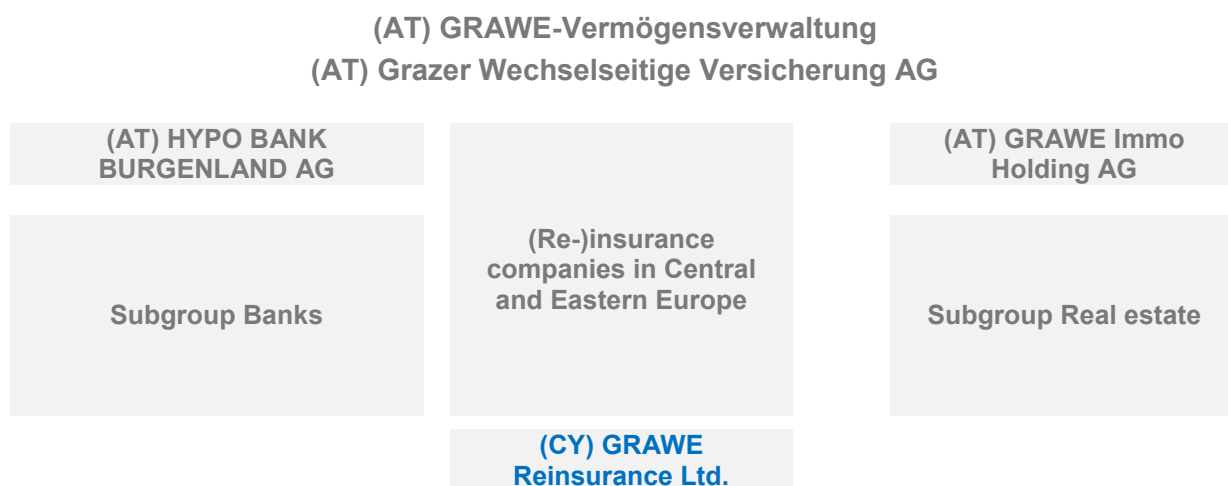 (AT) GRAWE-Vermögensverwaltung
(AT) Grazer Wechselseitige Versicherung AG
(AT) HYPO BANK
BURGENLAND AG
(AT) GRAWE Immo
Holding AG
(Re-)insurance
companies in Central
and Eastern Europe
Subgroup Banks
Subgroup Real estate
(CY) GRAWE
Reinsurance Ltd.